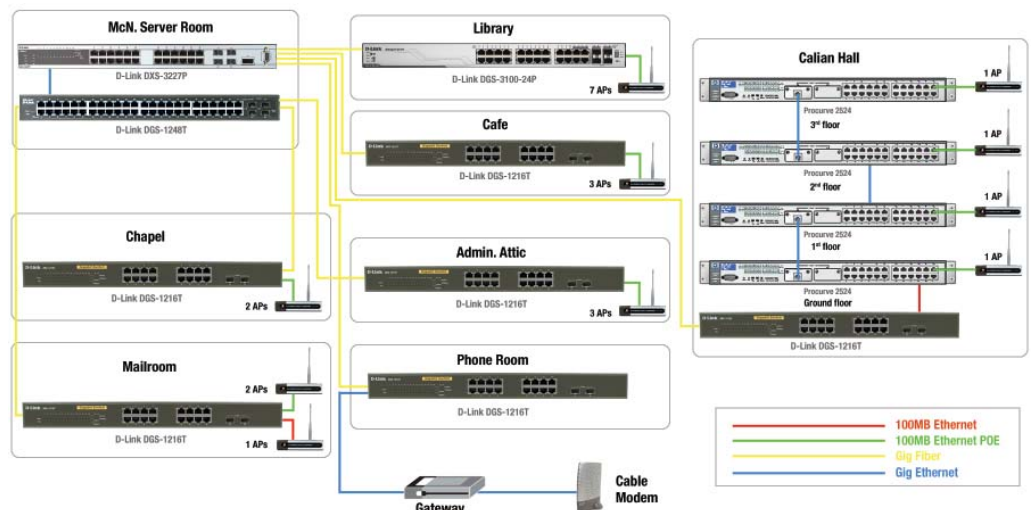 McN. Server Room
D-Link DXS-3227P
D-Link DGS-1248T
Library
D-Link DGS-3100-24P
7 APs
Cafe
D-Link DGS-1216T
3 APs
Chapel
D-Link DGS-1216T
2 APs
Admin. Attic
D-Link DGS-1216T
3 APs
Mailroom
2 APs
D-Link DGS-1216T
1 APs
Phone Room
D-Link DGS-1216T
Gateway
Cable
Modem
Calian Hall
1 AP
Procurve 2524
3rd floor
1 AP
Procurve 2524
2nd floor
1 AP
Procurve 2524
1st floor
1 AP
Procurve 2524
Ground floor
D-Link DGS-1216T
100MB Ethernet
100MB Ethernet POE
Gig Fiber
Gig Ethernet